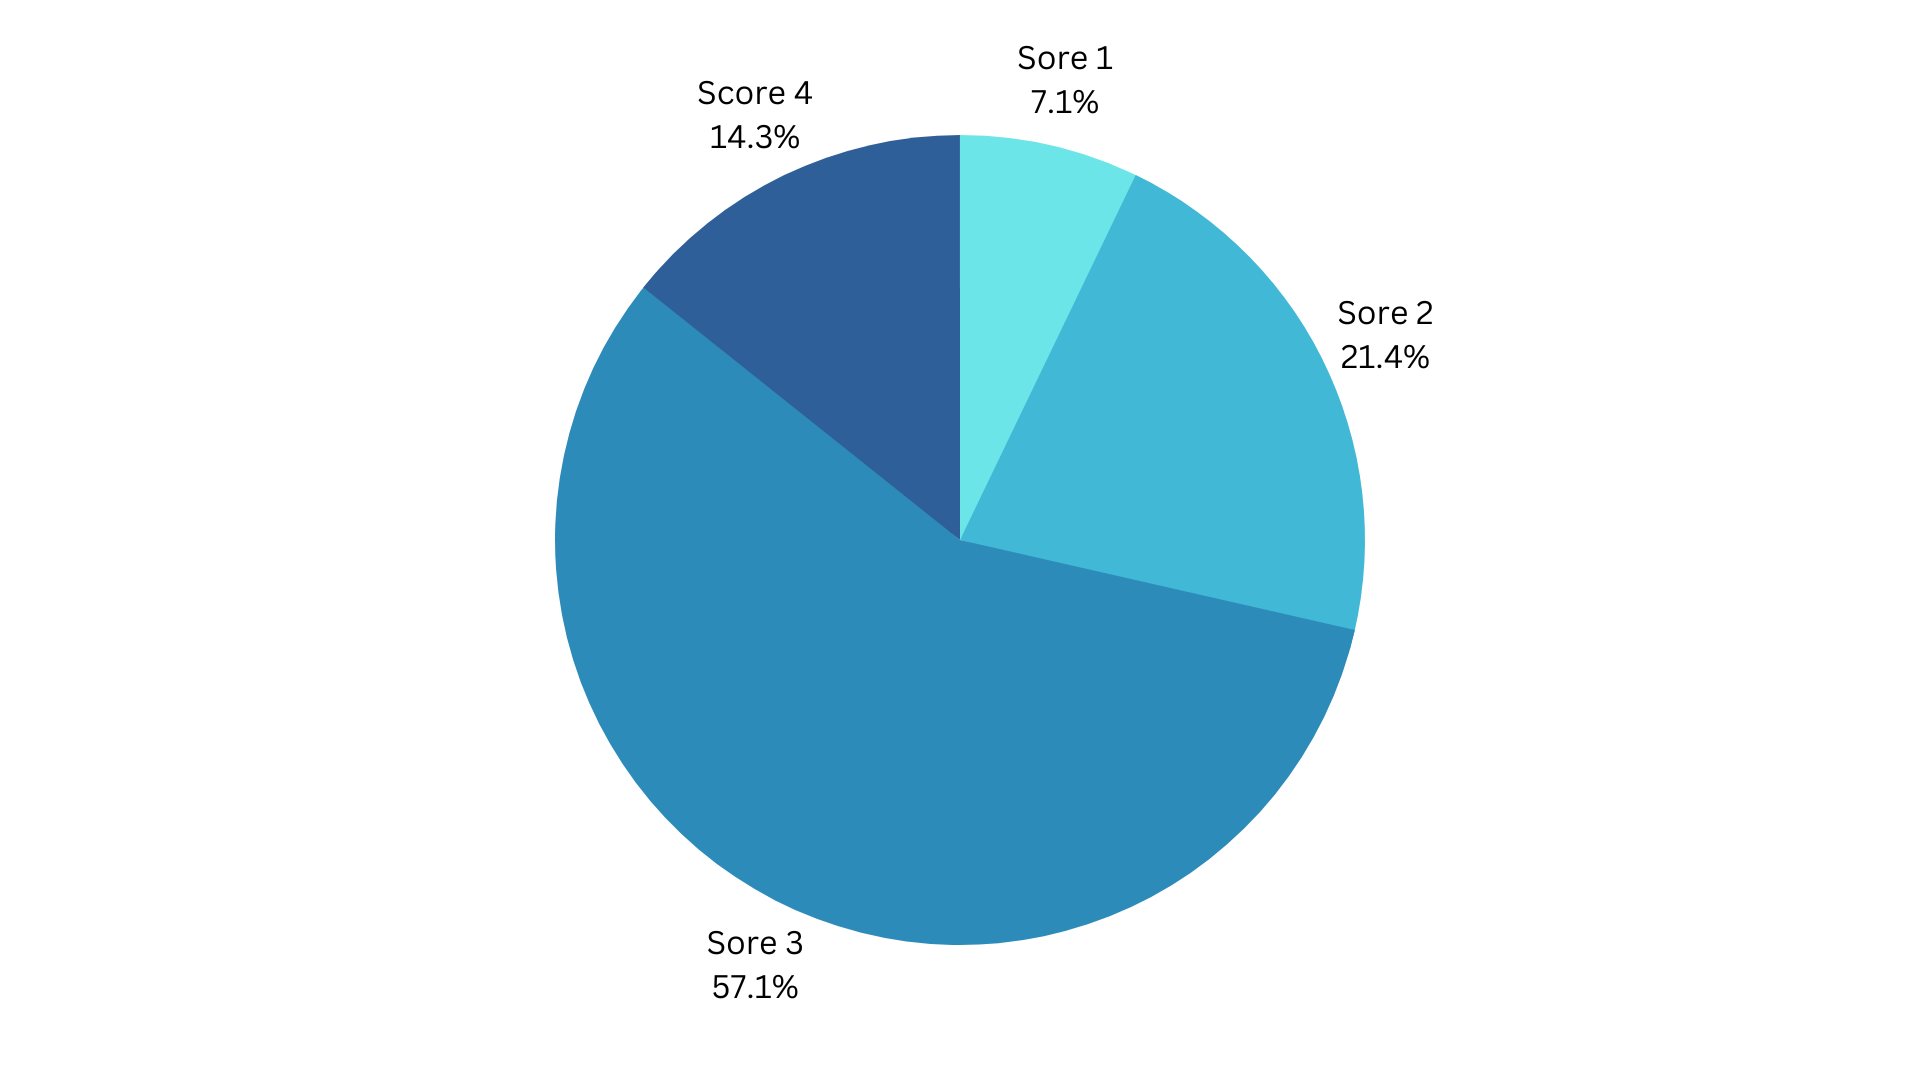 Sore 1
7.1%
Score 4
14.3%
Sore 2
21.4%
Sore 3
57.1%